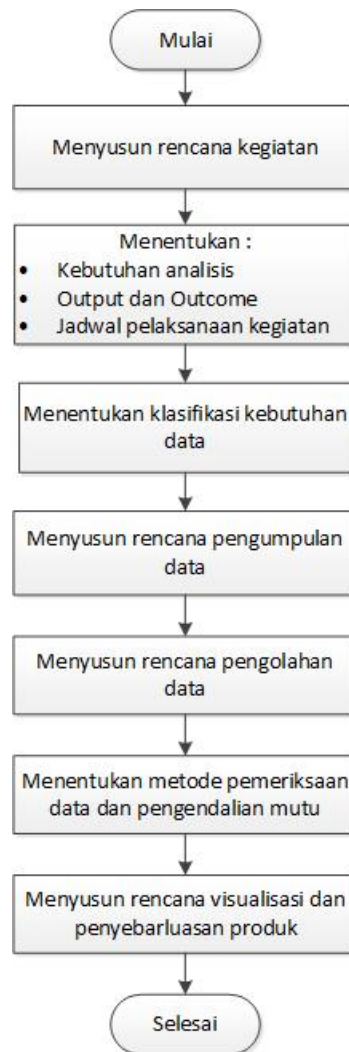 Mulai
Menyusun rencana kegiatan
Menentukan :
• Kebutuhan analisis
• Output dan Outcome
• Jadwal pelaksanaan kegiatan
Menentukan klasifikasi kebutuhan
data
Menyusun rencana pengumpulan
data
Menyusun rencana pengolahan
data
Menentukan metode pemeriksaan
data dan pengendalian mutu
Menyusun rencana visualisasi dan
penyebarluasan produk
Selesai